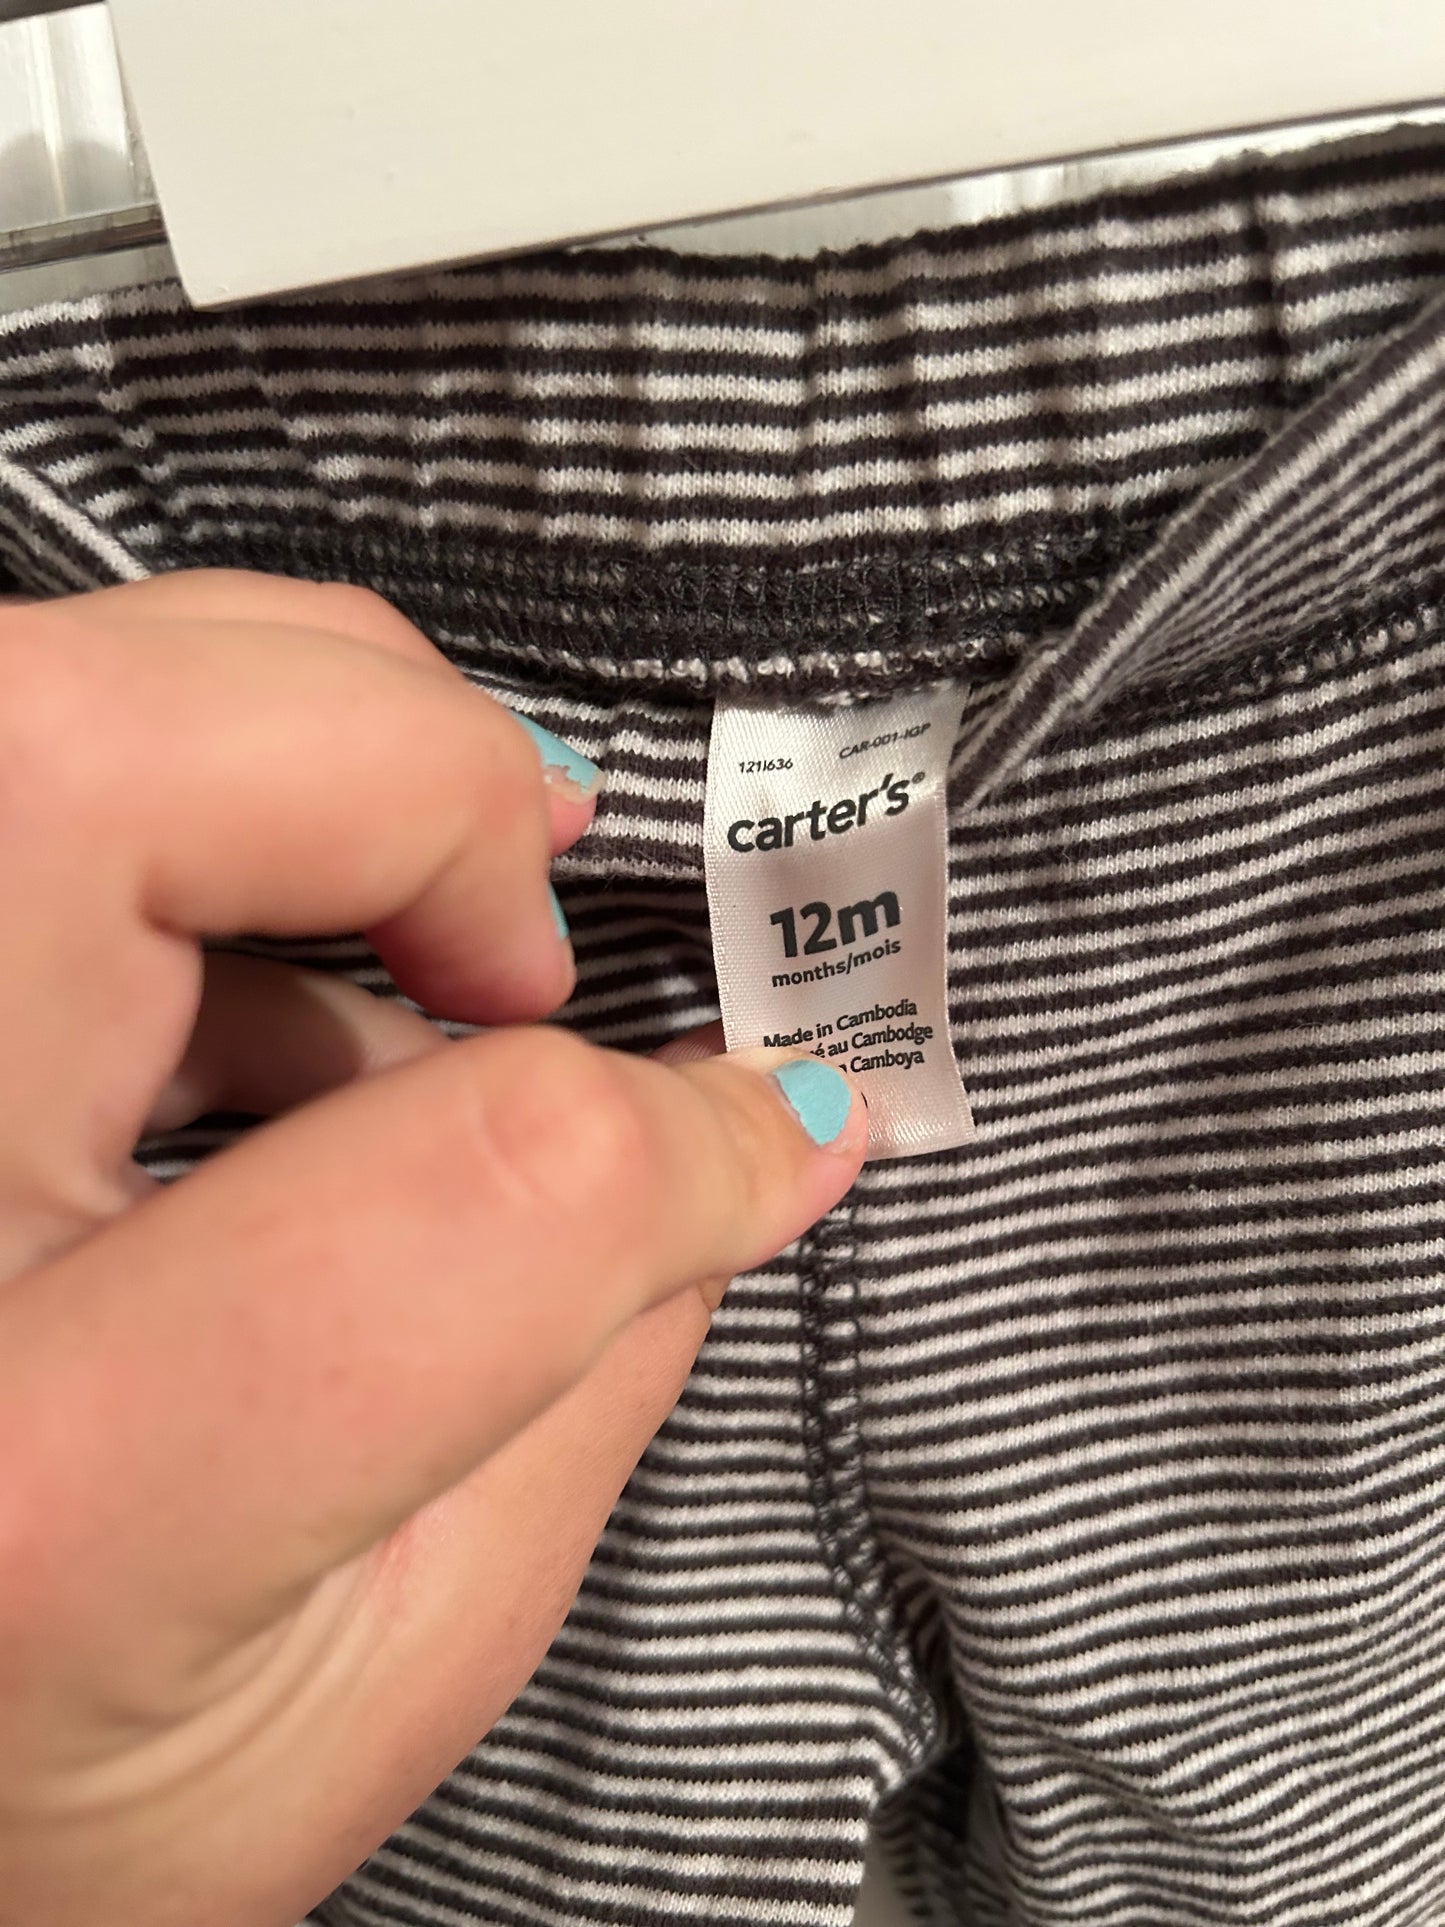 121I636 CAR-001-IGP
carter's®
12m
months/mois
Made in Cambodia
au Cambodge
Camboya